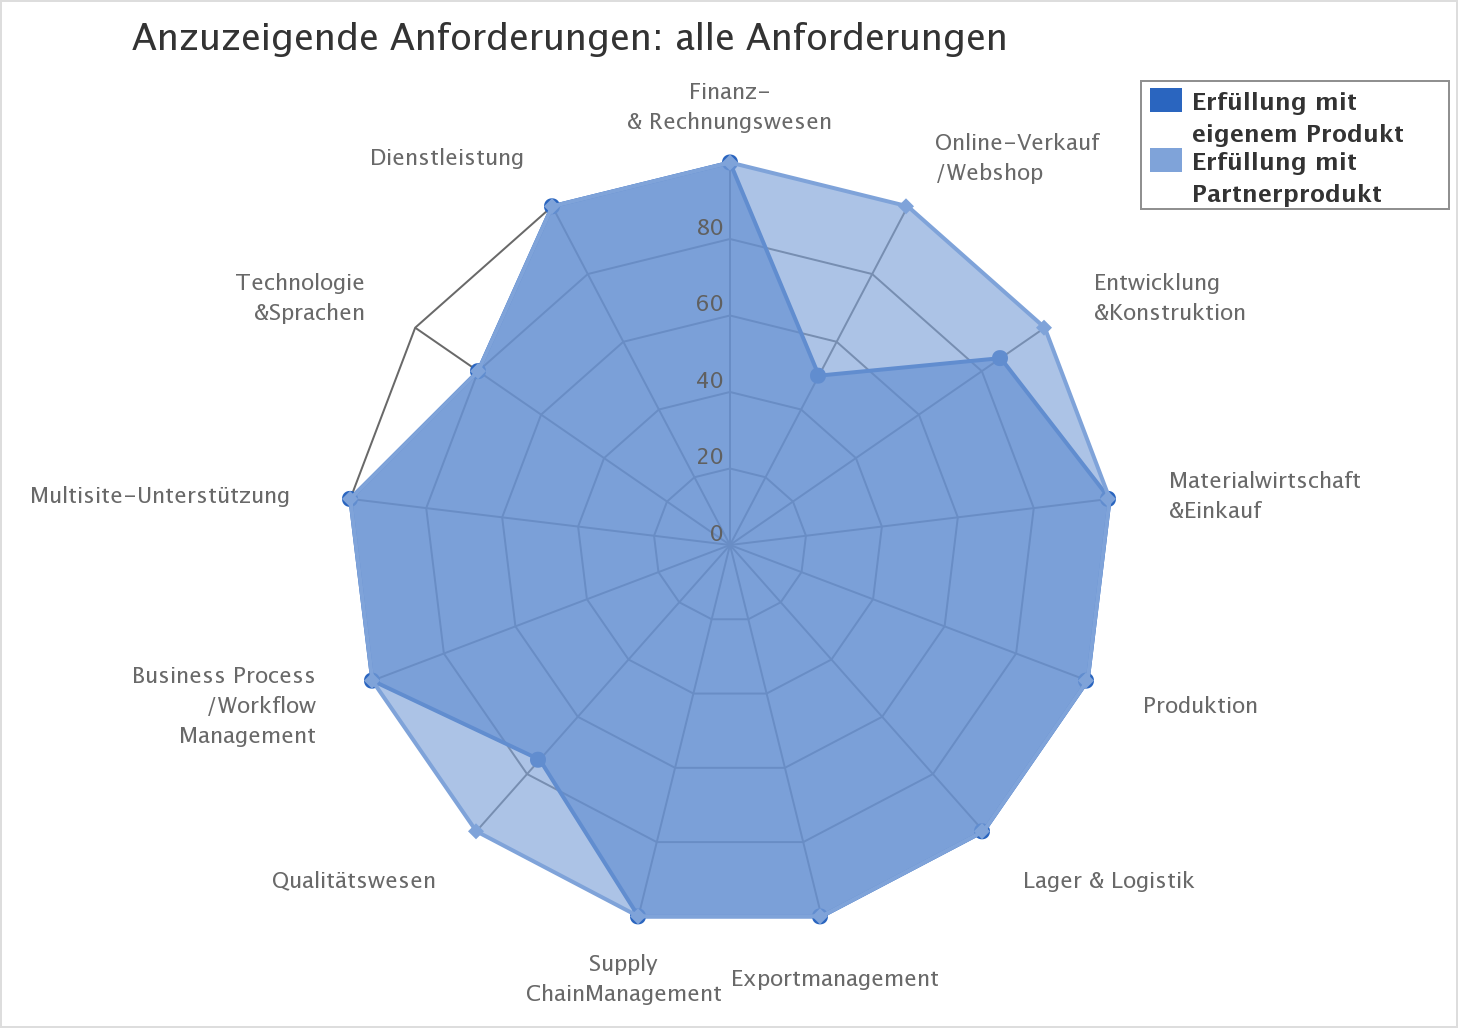 Anzuzeigende Anforderungen: alle Anforderungen
Erfüllung mit
eigenem Produkt
Erfüllung mit
Partnerprodukt
Finanz-
& Rechnungswesen
Online-Verkauf
/Webshop
Entwicklung
&Konstruktion
Materialwirtschaft
&Einkauf
Produktion
Lager & Logistik
Exportmanagement
Supply
ChainManagement
Qualitätswesen
Business Process
/Workflow
Management
Multisite-Unterstützung
Technologie
&Sprachen
Dienstleistung
80
60
40
20
0